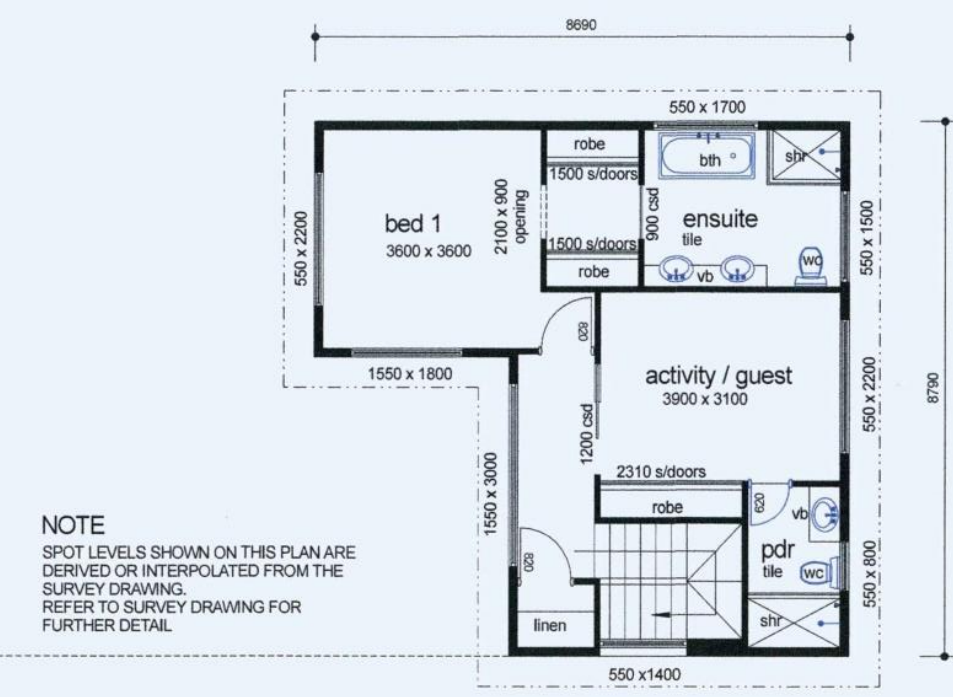 8690
550 x 1700
robe
bth
shr
1500 s/doors
bed 1
3600 x 3600
2100 x 900
opening
900 csd
ensuite
tile
550 x 2200
550 x 1500
1500 s/doors
wc
robe
vb
820
1550 x 1800
activity / guest
3900 x 3100
550 x 2200
8790
1200 csd
2310 s/doors
robe
620
vb
1550 x 3000
NOTE
SPOT LEVELS SHOWN ON THIS PLAN ARE
DERIVED OR INTERPOLATED FROM THE
SURVEY DRAWING.
REFER TO SURVEY DRAWING FOR
FURTHER DETAIL
820
pdr
tile
wc
550 x 800
linen
shr
550 x1400